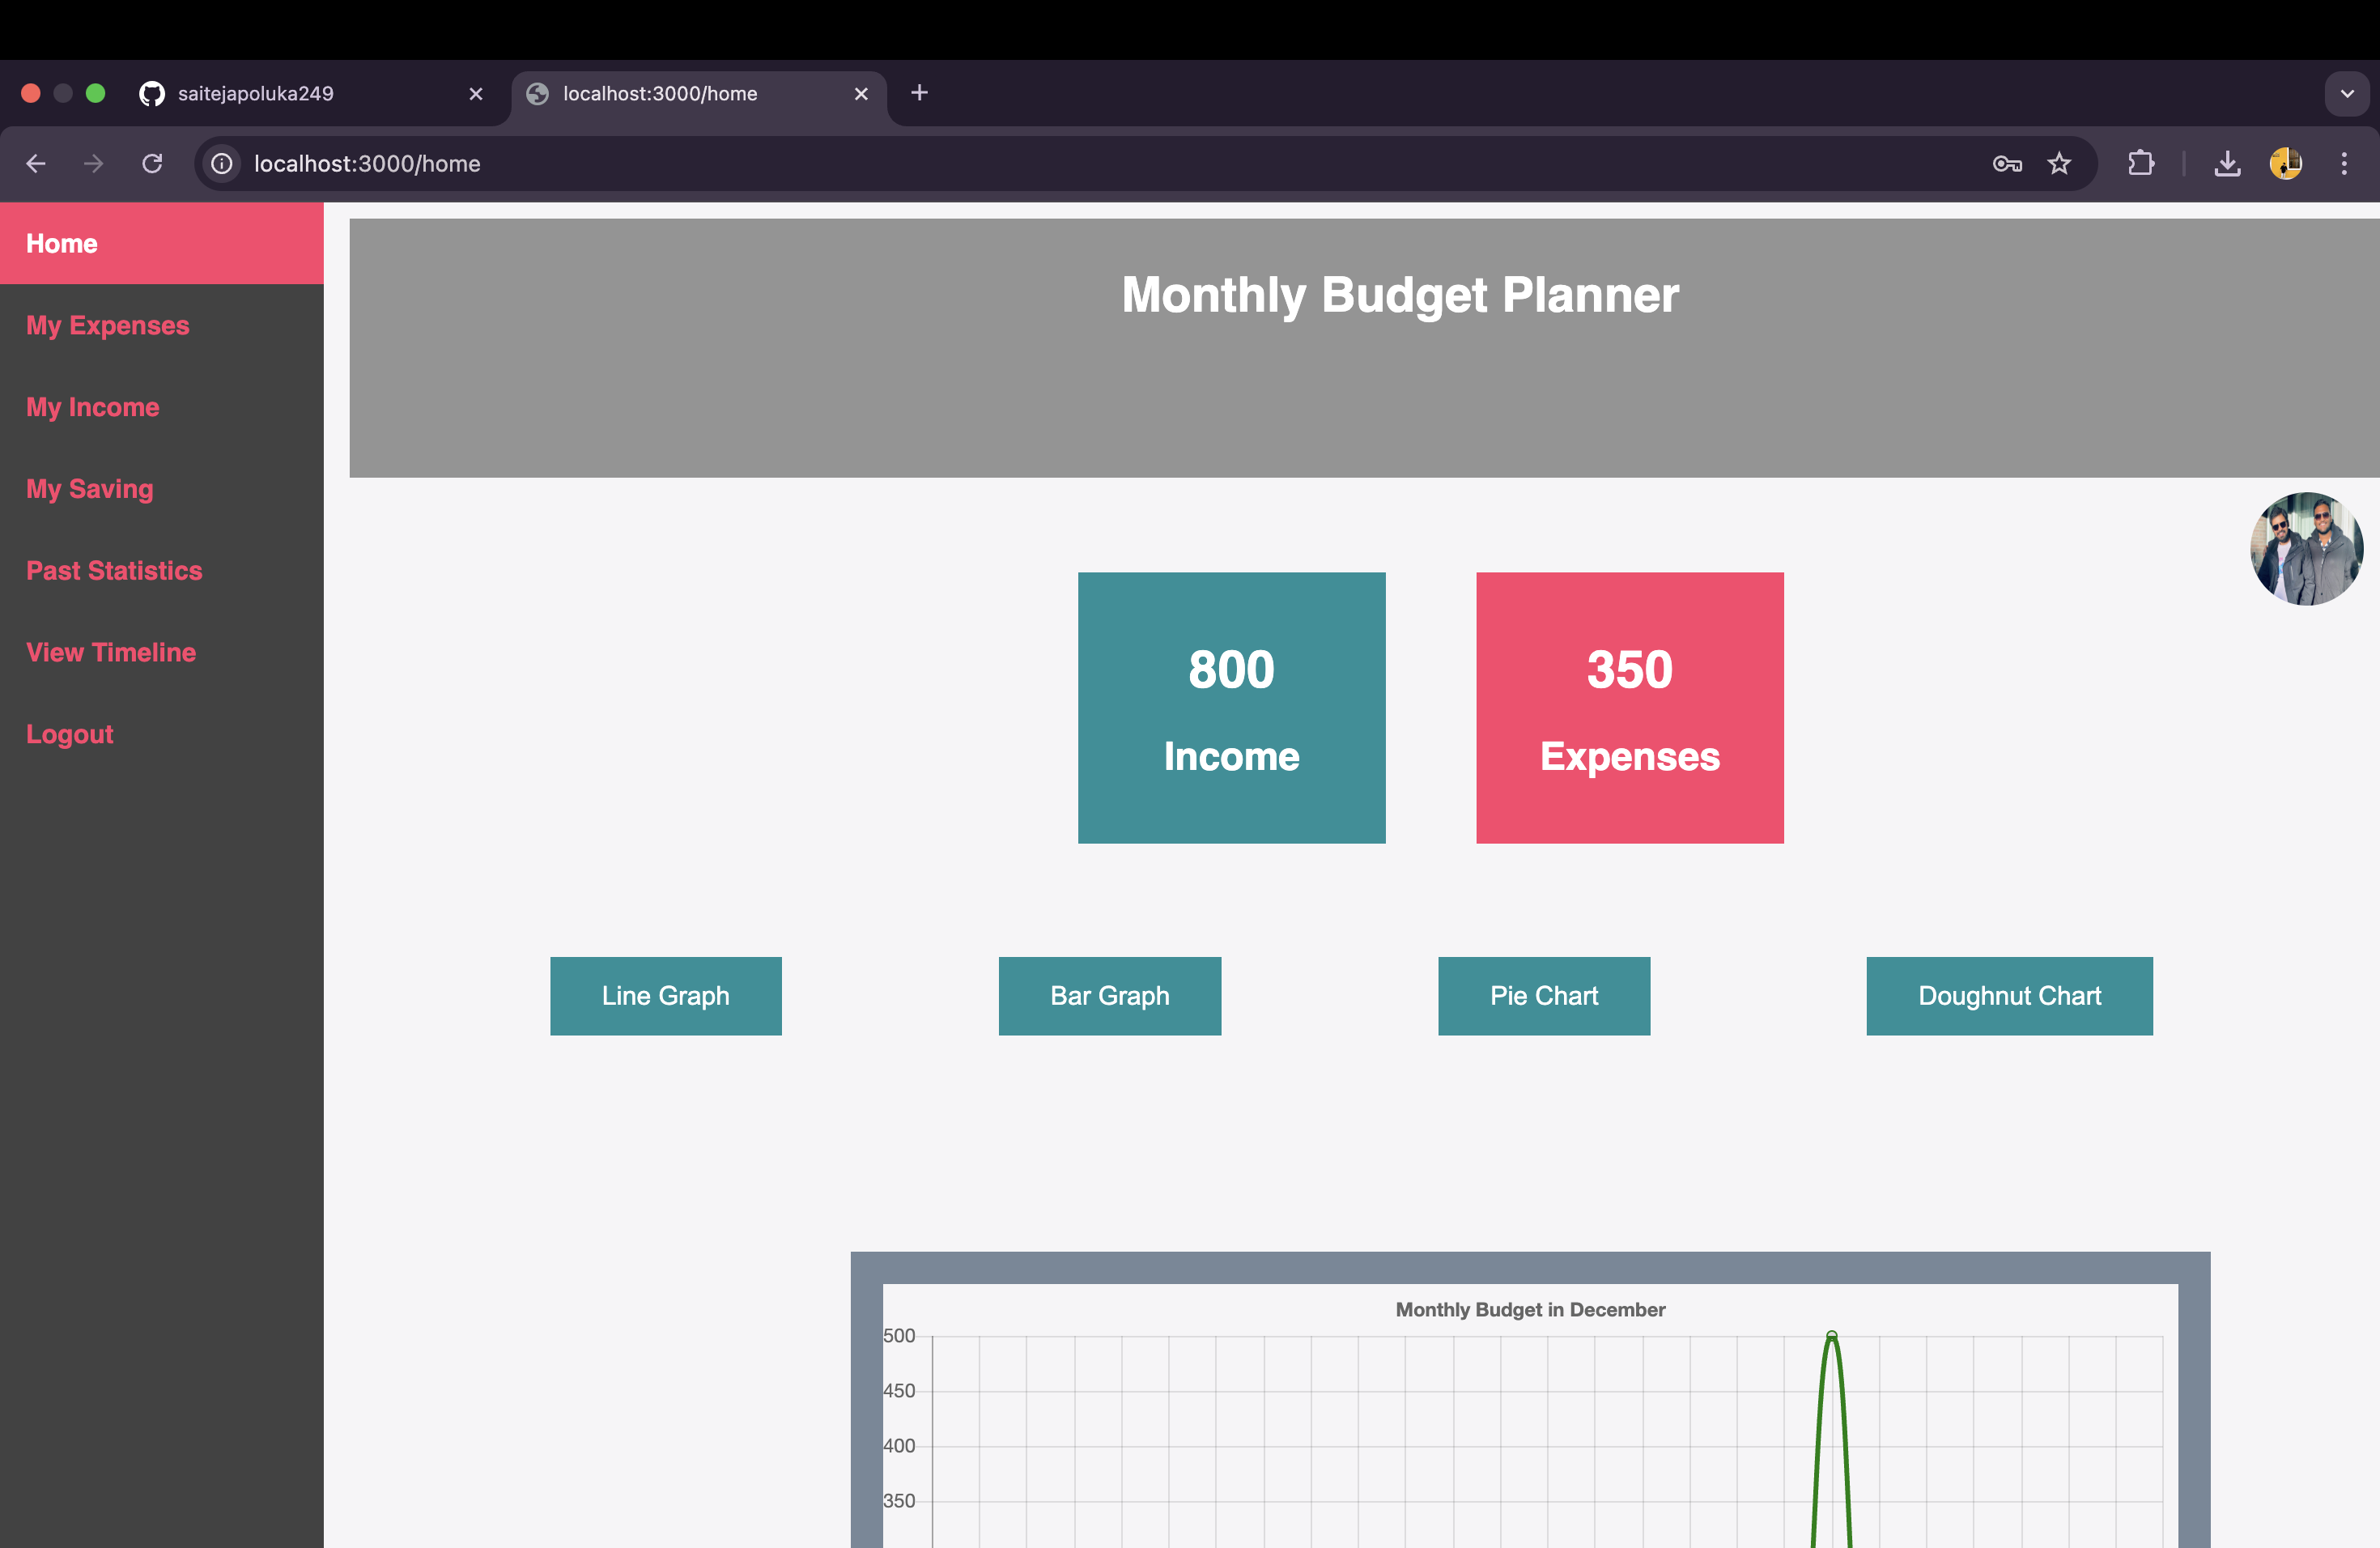 saitejapoluka249
localhost:3000/home
localhost:3000/home
Home
My Expenses
My Income
My Saving
Past Statistics
View Timeline
Logout
Monthly Budget Planner
800
Income
350
Expenses
Line Graph
Bar Graph
Pie Chart
Doughnut Chart
Monthly Budget in December
500
450
400
350